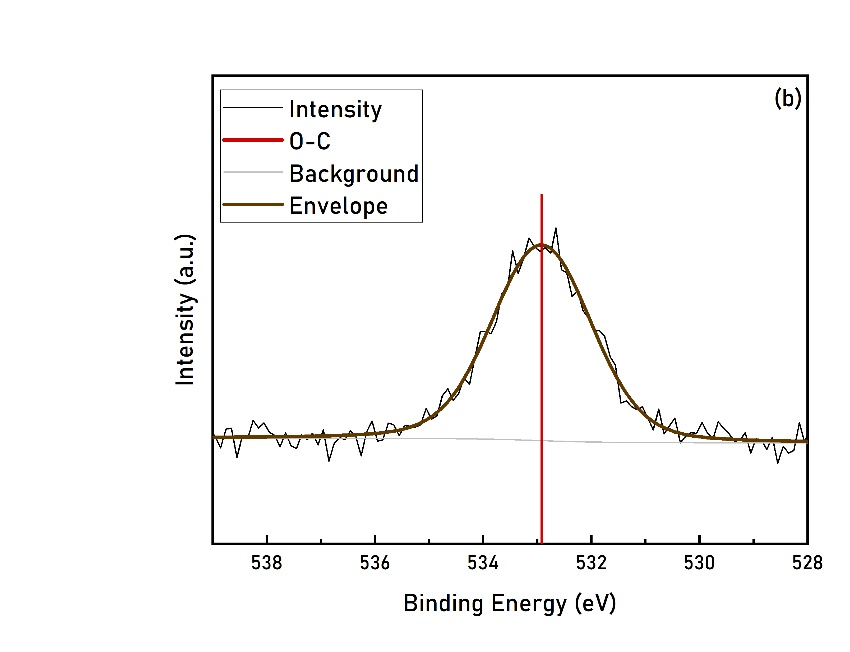 (b)
Intensity
O-C
Background
Envelope
Intensity (a.u.)
538 536 534 532 530 528
Binding Energy (eV)